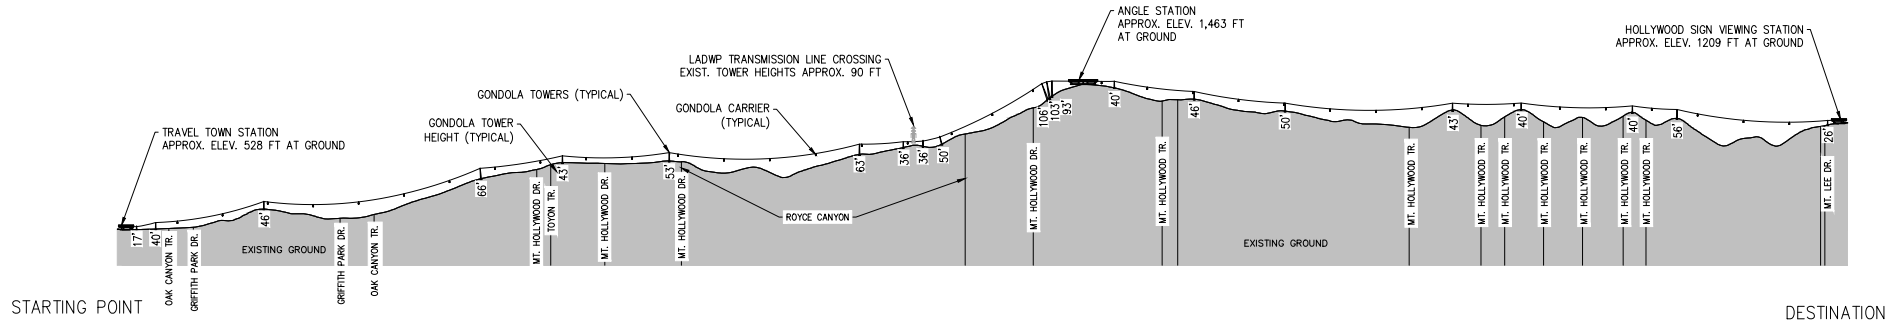 ANGLE STATION
APPROX. ELEV. 1,463 FT
AT GROUND
HOLLYWOOD SIGN VIEWING STATION
APPROX. ELEV. 1209 FT AT GROUND
LADWP TRANSMISSION LINE CROSSING
EXIST. TOWER HEIGHTS APPROX. 90 FT
GONDOLA TOWERS (TYPICAL)
GONDOLA CARRIER
(TYPICAL)
GONDOLA TOWER
HEIGHT (TYPICAL)
TRAVEL TOWN STATION
APPROX. ELEV. 528 FT AT GROUND
17'
40'
46'
66'
43'
53'
63'
36'
36'
50'
106'
103'
93'
40'
46'
50'
43'
40'
40'
56'
26'
OAK CANYON TR.
GRIFFITH PARK DR.
EXISTING GROUND
GRIFFITH PARK DR.
OAK CANYON TR.
MT. HOLLYWOOD DR.
TOYON TR.
MT. HOLLYWOOD DR.
MT. HOLLYWOOD DR.
ROYCE CANYON
MT. HOLLYWOOD DR.
MT. HOLLYWOOD TR.
EXISTING GROUND
MT. HOLLYWOOD TR.
MT. HOLLYWOOD TR.
MT. HOLLYWOOD TR.
MT. HOLLYWOOD TR.
MT. HOLLYWOOD TR.
MT. HOLLYWOOD TR.
MT. HOLLYWOOD TR.
MT. LEE DR.
STARTING POINT
DESTINATION